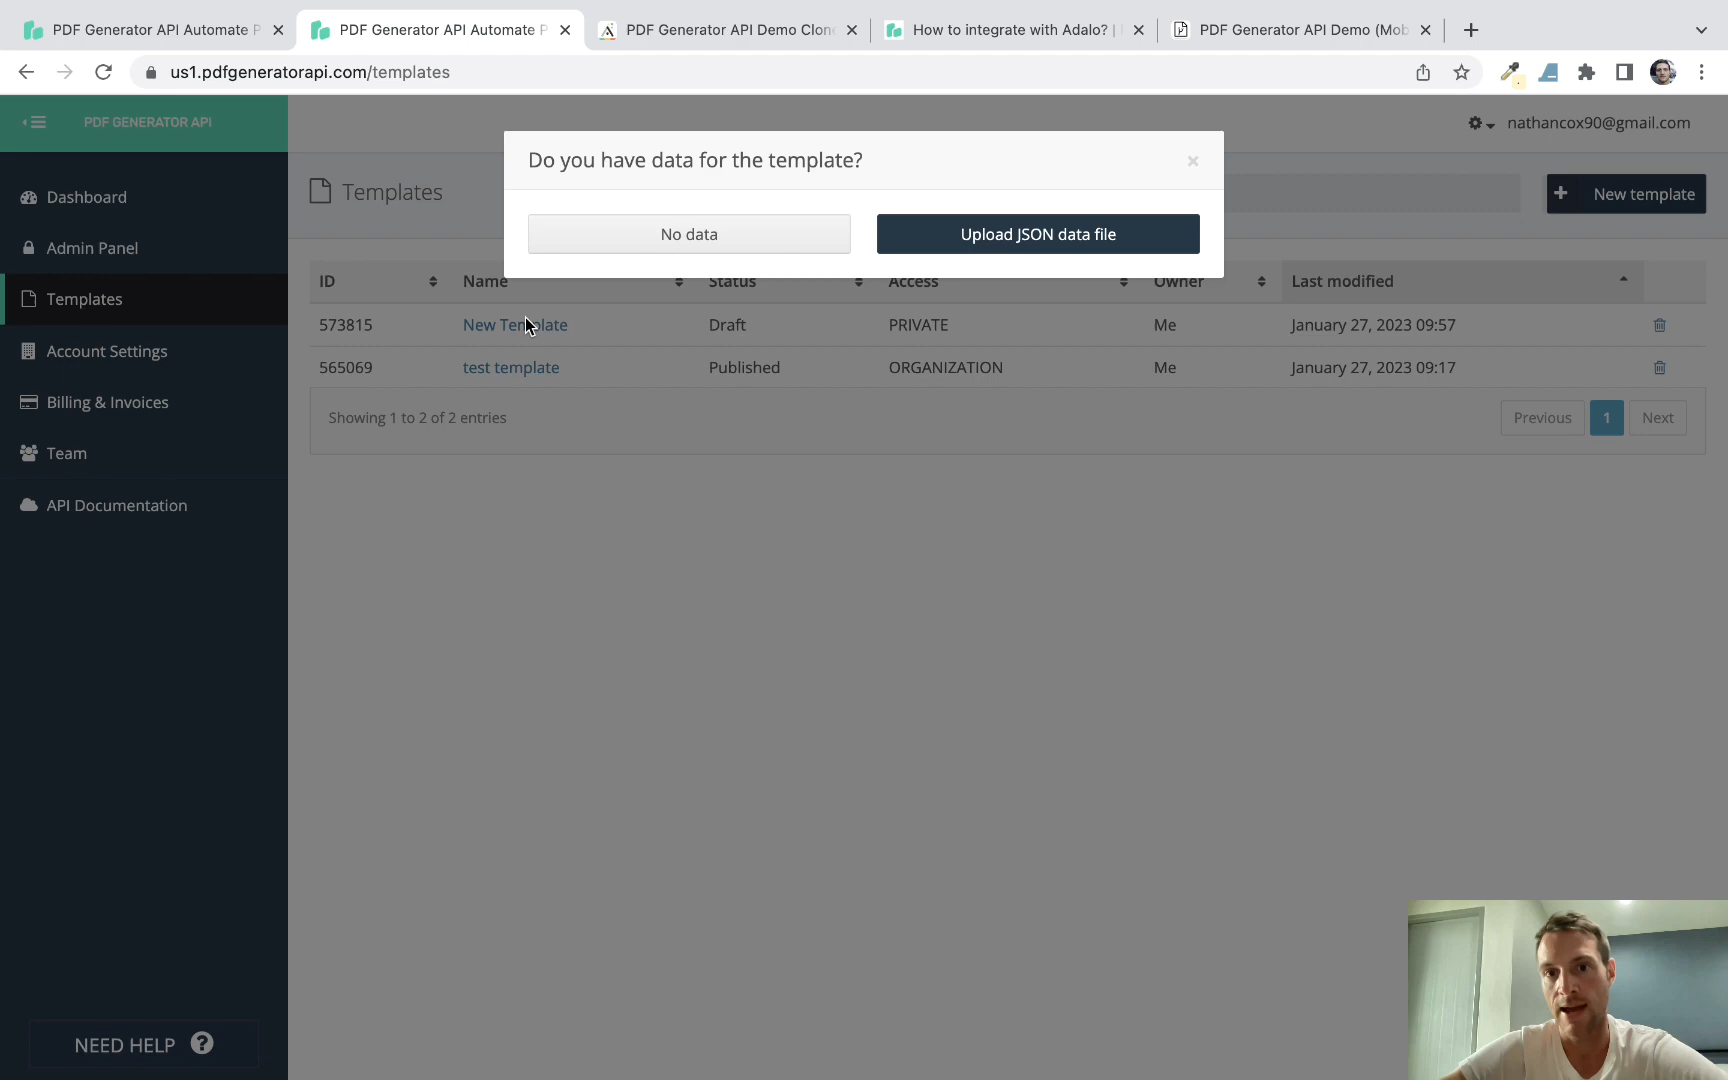 PDF Generator API Automate P
PDF Generator API Automate P
PDF Generator API Demo Clon
How to integrate with Adalo? |
PDF Generator API Demo (Mob
us1.pdfgeneratorapi.com/templates
PDF GENERATOR API
nathancox90@gmail.com
Do you have data for the template?
No data
Upload JSON data file
Dashboard
Admin Panel
Templates
Account Settings
Billing & Invoices
Team
API Documentation
NEED HELP
Templates
New template
ID Name Status Access Owner Last modified
573815 New Template Draft PRIVATE Me January 27, 2023 09:57
565069 test template Published ORGANIZATION Me January 27, 2023 09:17
Showing 1 to 2 of 2 entries
Previous 1 Next